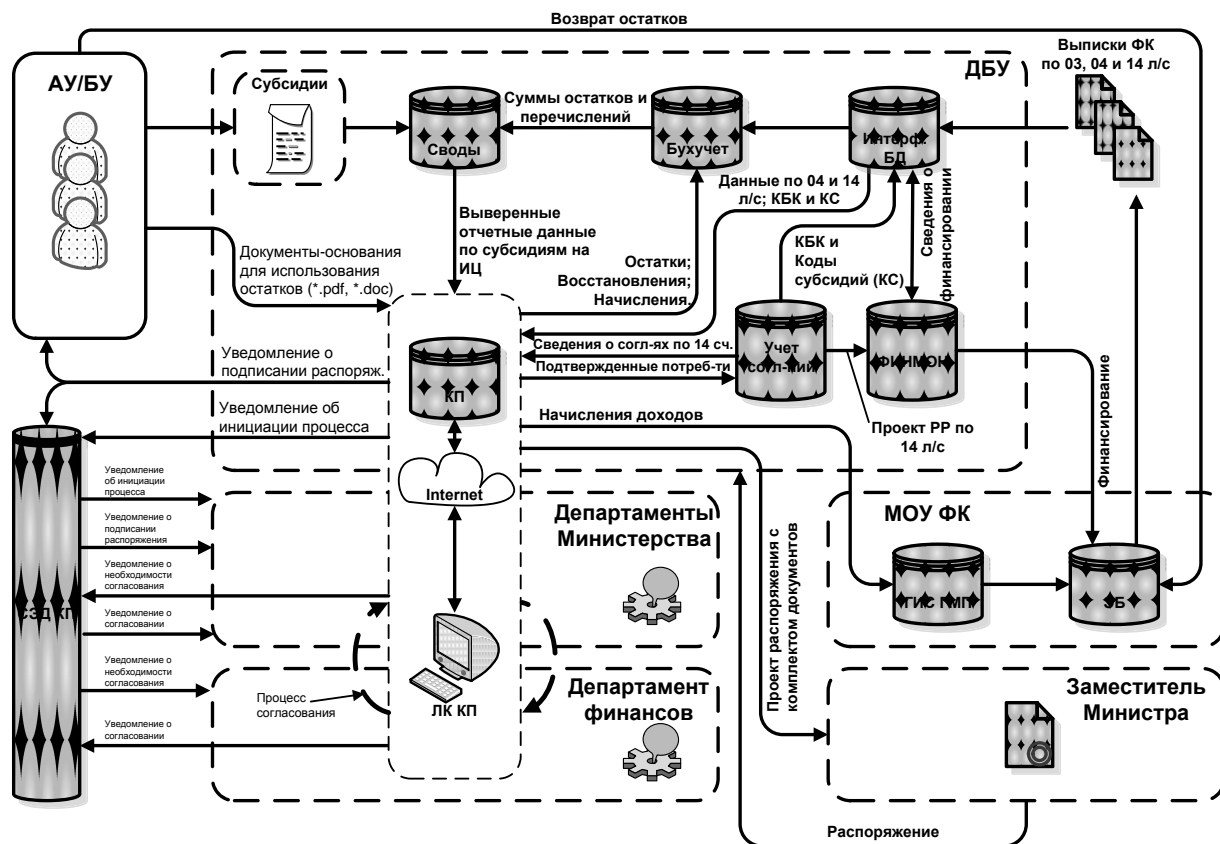 Возврат остатков
АУ/БУ
Субсидии
ДБУ
Выписки ФК
по 03, 04 и 14 л/с
Суммы остатков и
перечислений
Своды
Бухучет
Интерф.
БД
Данные по 04 и 14
л/с; КБК и КС
Сведения о
финансировании
Выверенные
отчетные данные
по субсидиям на
ИЦ
Документы-основания
для использования
остатков (*.pdf, *.doc)
Остатки;
Восстановления;
Начисления.
КБК и
Коды
субсидий (КС)
Сведения о согл-ях по 14 сч.
Учет
согл-ний
ФИНМОН
Уведомление о
подписании распоряж.
КП
Подтвержденные потреб-ти
Финансирование
Уведомление об
инициации процесса
Начисления доходов
Проект РР по
14 л/с
Internet
Уведомление
об инициации
процесса
Уведомление о
подписании
распоряжения
Уведомление о
необходимости
согласования
Уведомление о
согласовании
Уведомление о
необходимости
согласования
Уведомление о
согласовании
СЭД КП
Департаменты
Министерства
МОУ ФК
ГИС ГМП
ЭБ
Проект распоряжения с
комплектом документов
Процесс
согласования
ЛК КП
Департамент
финансов
Заместитель
Министра
Распоряжение